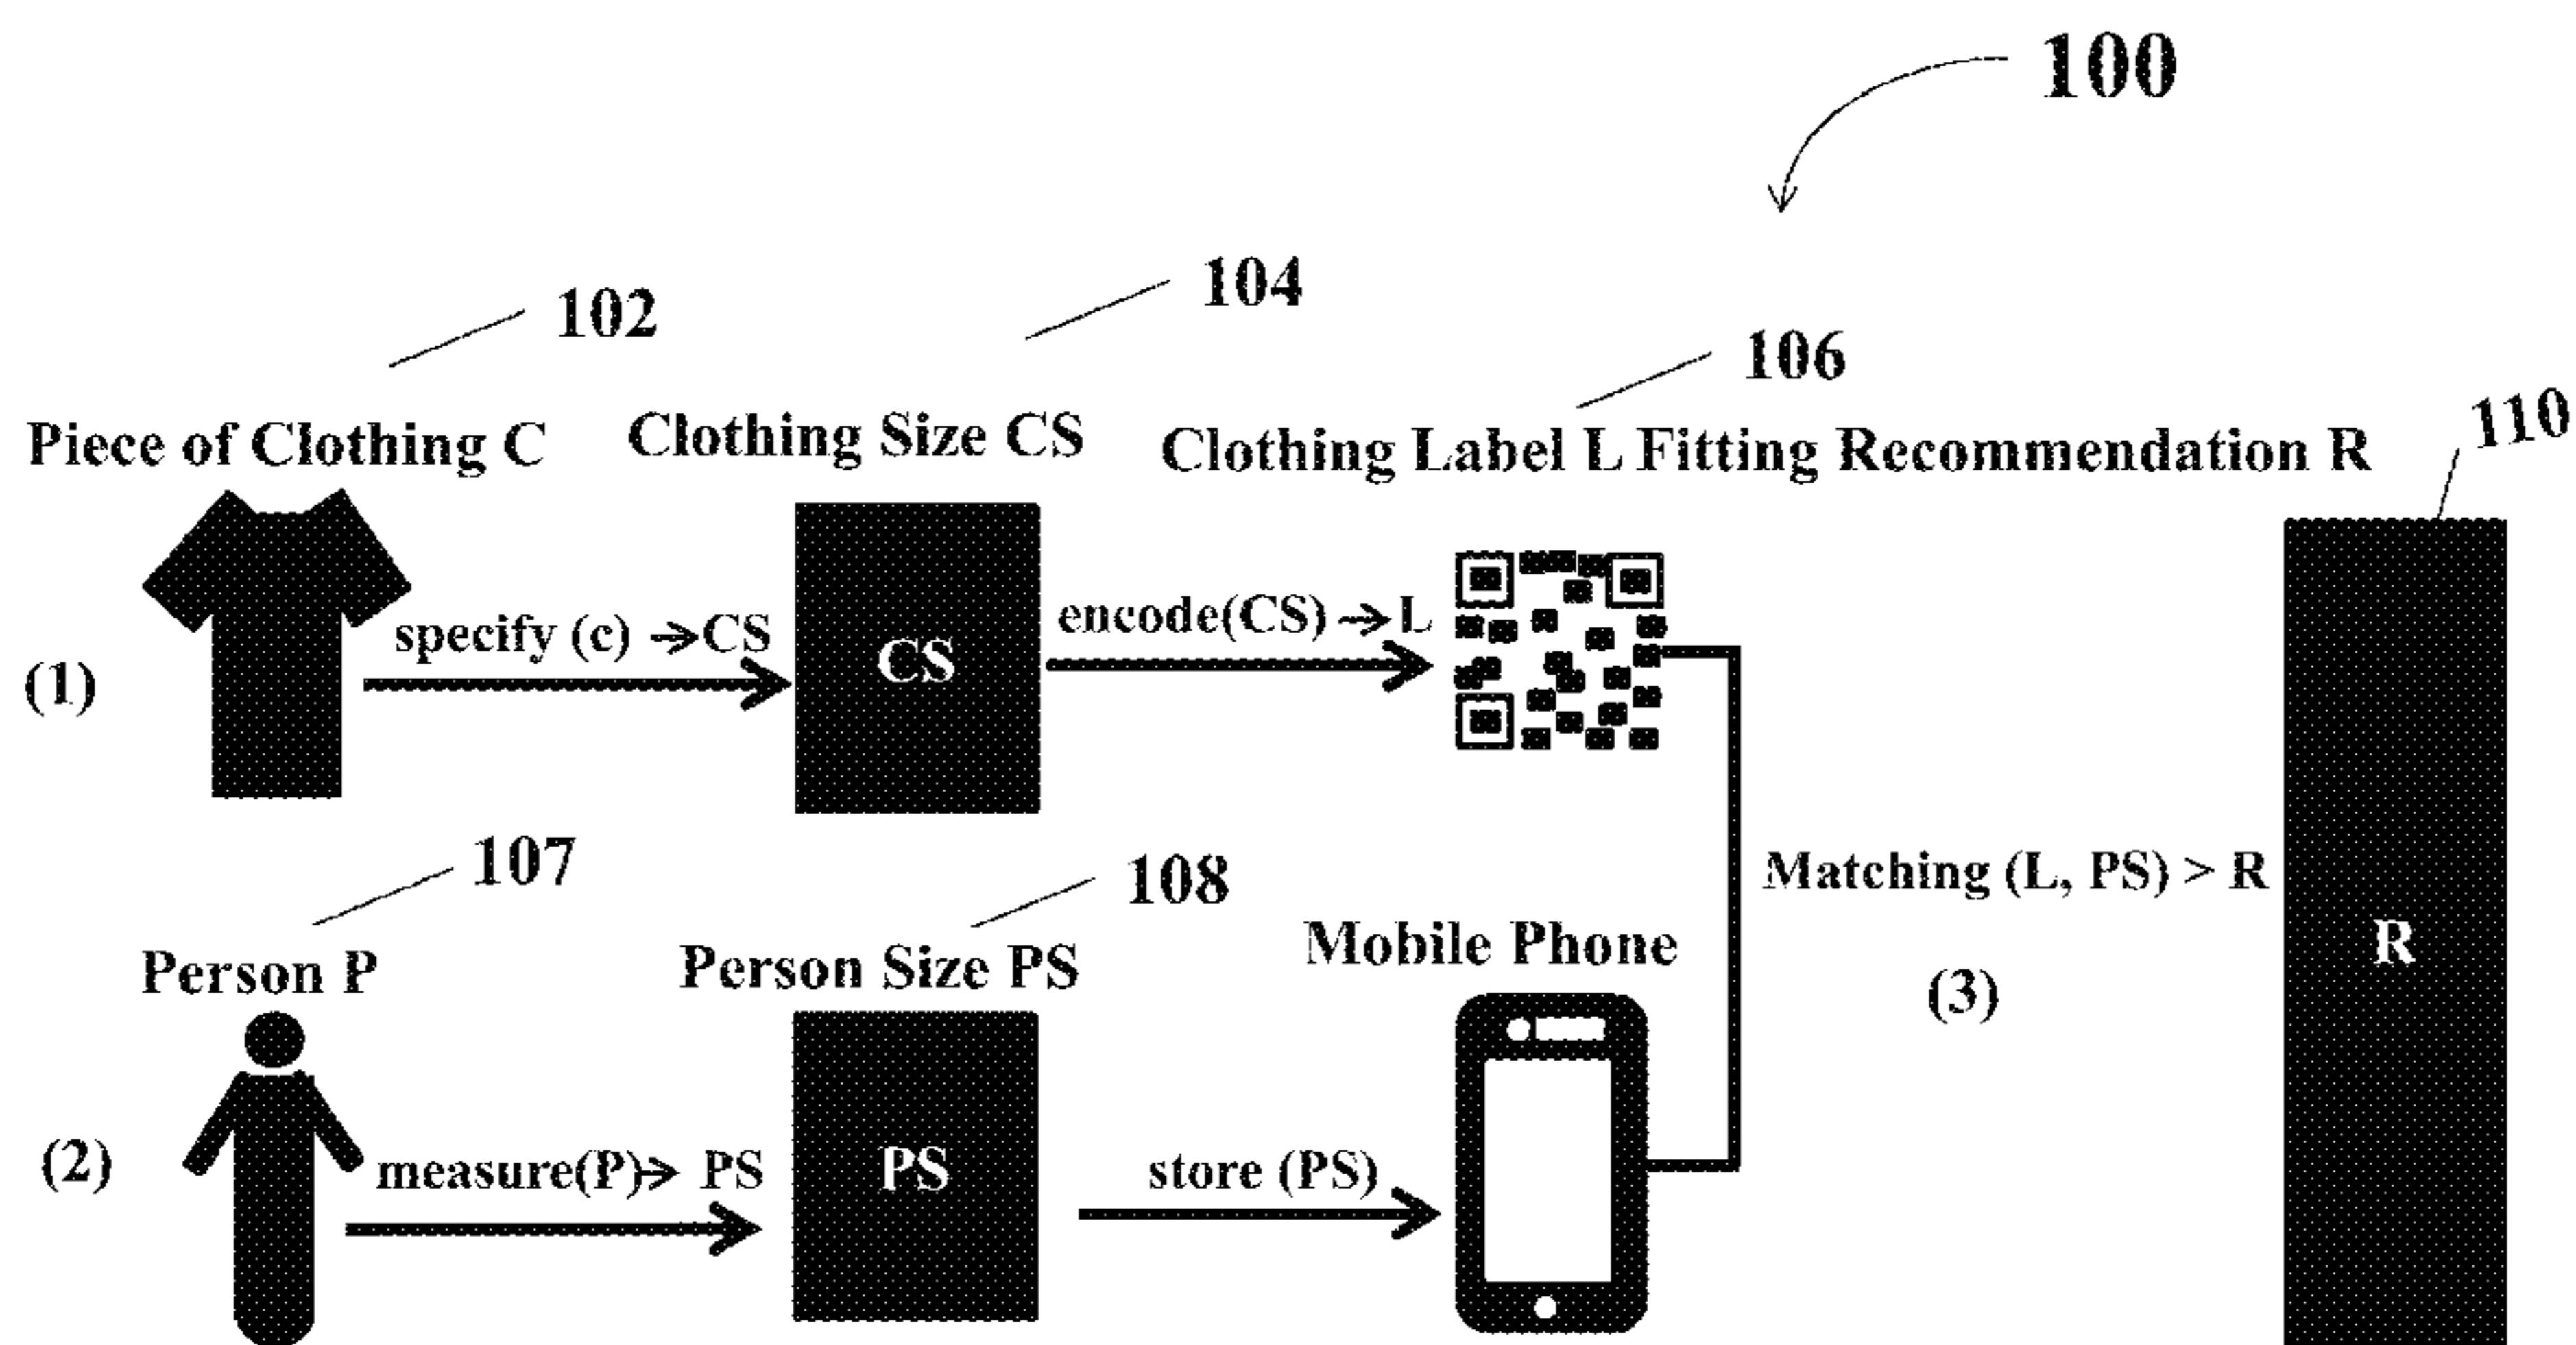 100
102
104
106
110
Piece of Clothing C
Clothing Size CS
Clothing Label L Fitting Recommendation R
(1)
specify (c) →CS
CS
encode(CS) →L
107
108
Matching (L, PS) > R
(3)
R
Person P
Person Size PS
Mobile Phone
(2)
measure(P)→ PS
PS
store (PS)